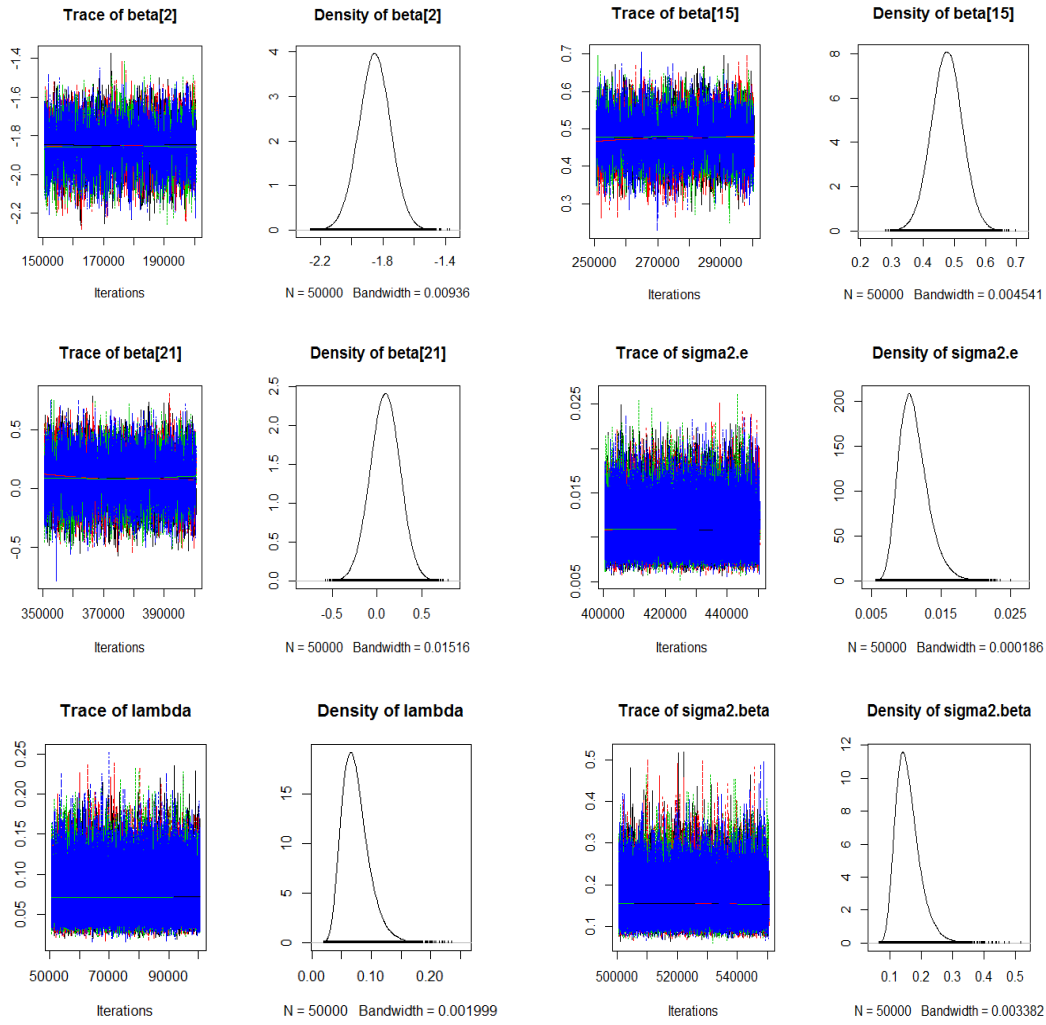 Trace of beta[2] Density of beta[2] Trace of beta[15] Density of beta[15]
-1.4 -1.6 -1.8 -2.0 -2.2
4 3 2 1 0
0.7 0.6 0.5 0.4 0.3
8 6 4 2 0
150000 170000 190000 -2.2 -1.8 -1.4 250000 270000 290000 0.2 0.3 0.4 0.5 0.6 0.7
Iterations N = 50000 Bandwidth = 0.00936 Iterations N = 50000 Bandwidth = 0.004541
Trace of beta[21] Density of beta[21] Trace of sigma2.e Density of sigma2.e
0.5 0.0 -0.5
2.5 2.0 1.5 1.0 0.5 0.0
0.025 0.015 0.005
200 150 100 50 0
350000 370000 390000 -0.5 0.0 0.5 400000 420000 440000 0.005 0.015 0.025
Iterations N = 50000 Bandwidth = 0.01516 Iterations N = 50000 Bandwidth = 0.000186
Trace of lambda Density of lambda Trace of sigma2.beta Density of sigma2.beta
0.25 0.20 0.15 0.10 0.05
15 10 5 0
0.5 0.4 0.3 0.2 0.1
12 10 8 6 4 2 0
50000 70000 90000 0.00 0.10 0.20 500000 520000 540000 0.1 0.2 0.3 0.4 0.5
Iterations N = 50000 Bandwidth = 0.001999 Iterations N = 50000 Bandwidth = 0.003382